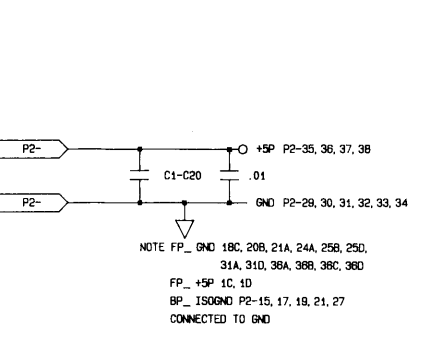 P2- +5P P2-35, 36, 37, 38
C1-C20 .01
P2- GND P2-29, 30, 31, 32, 33, 34
NOTE FP_ GND 18C, 20B, 21A, 24A, 25B, 25D,
31A, 31D, 36A, 36B, 36C, 36D
FP_ +5P 1C, 1D
BP_ ISOGND P2-15, 17, 19, 21, 27
CONNECTED TO GND